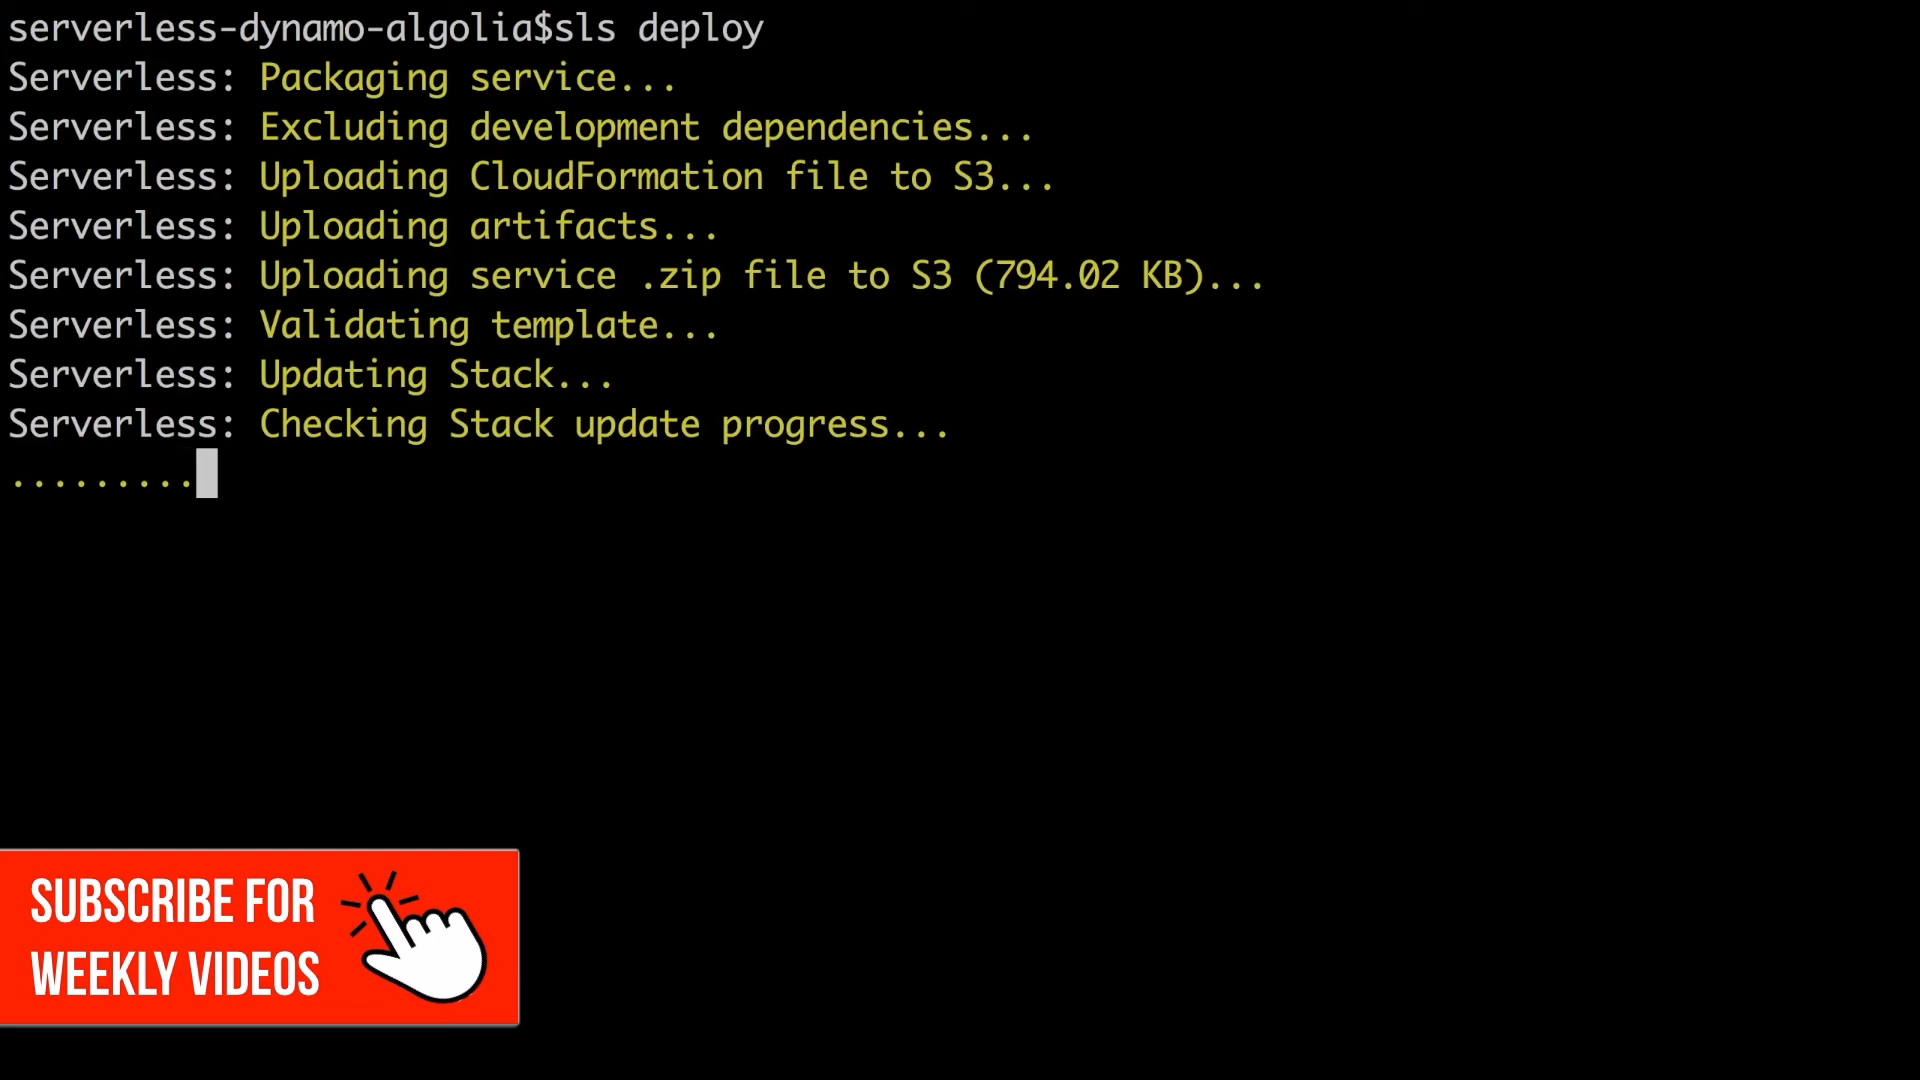 serverless-dynamo-algolia$sls deploy
Serverless: Packaging service...
Serverless: Excluding development dependencies...
Serverless: Uploading CloudFormation file to S3...
Serverless: Uploading artifacts...
Serverless: Uploading service .zip file to S3 (794.02 KB)...
Serverless: Validating template...
Serverless: Updating Stack...
Serverless: Checking Stack update progress...
.........
SUBSCRIBE FOR
WEEKLY VIDEOS